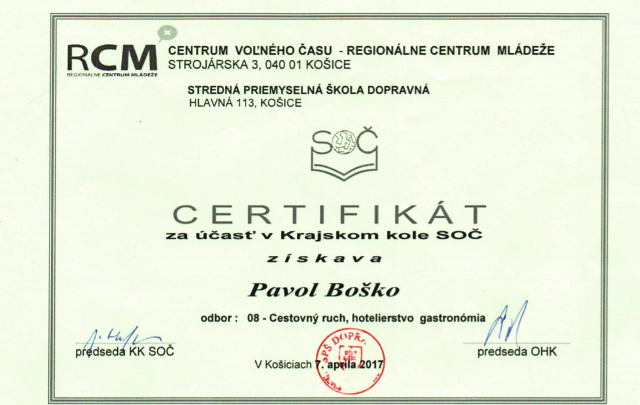 RCM
REGIONÁLNE CENTRUM MLÁDEŽE
CENTRUM VOĽNÉHO ČASU - REGIONÁLNE CENTRUM MLÁDEŽE
STROJÁRSKA 3, 040 01 KOŠICE
STREDNÁ PRIEMYSELNÁ ŠKOLA DOPRAVNÁ
HLAVNÁ 113, KOŠICE
SOČ
CERTIFIKÁT
za účasť v Krajskom kole SOČ
získava
Pavol Boško
odbor : 08 - Cestovný ruch, hotelierstvo gastronómia
predseda KK SOČ
predseda OHK
SPŠ DOPRA
V Košiciach 7. apríla 2017